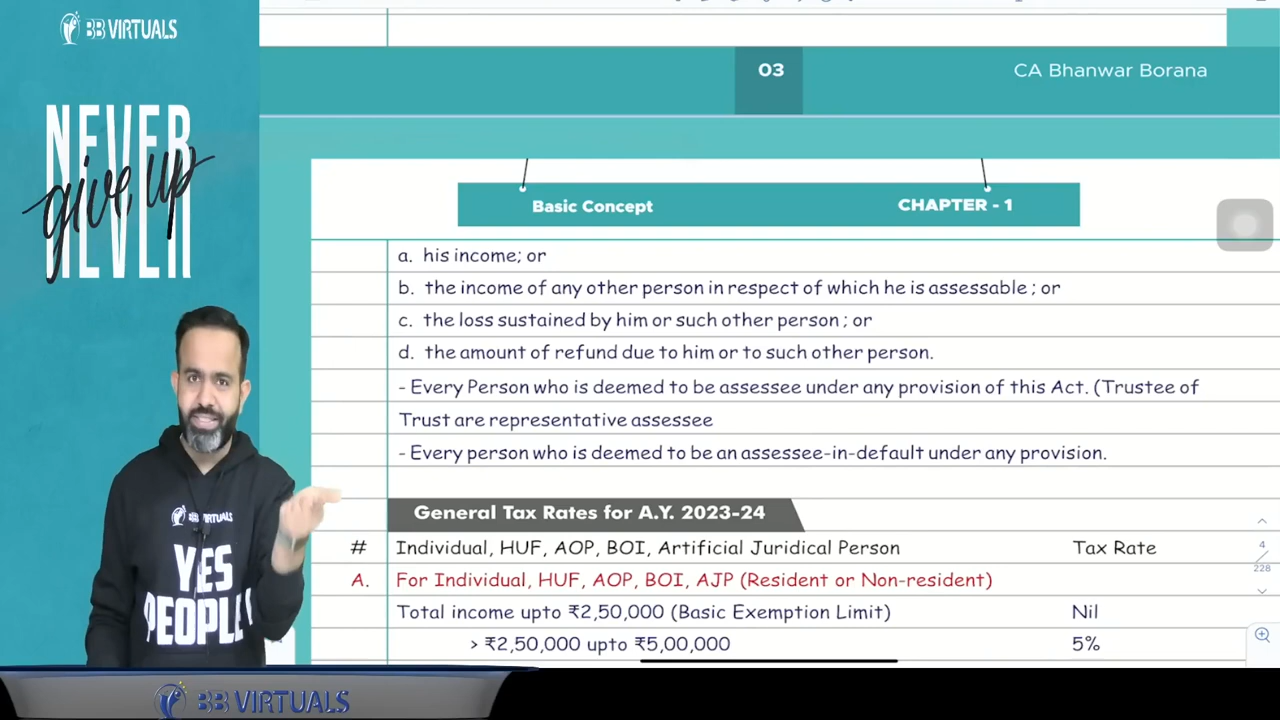 BB VIRTUALS
NEVER
give up
NEVER
03
CA Bhanwar Borana
Basic Concept
CHAPTER - 1
a. his income; or
b. the income of any other person in respect of which he is assessable ; or
c. the loss sustained by him or such other person ; or
d. the amount of refund due to him or to such other person.
- Every Person who is deemed to be assessee under any provision of this Act. (Trustee of
Trust are representative assessee
- Every person who is deemed to be an assessee-in-default under any provision.
General Tax Rates for A.Y. 2023-24
# Individual, HUF, AOP, BOI, Artificial Juridical Person Tax Rate
A. For Individual, HUF, AOP, BOI, AJP (Resident or Non-resident)
Total income upto ₹2,50,000 (Basic Exemption Limit) Nil
> ₹2,50,000 upto ₹5,00,000 5%
4
228
BB VIRTUALS
YES
PEOPLE!
BB VIRTUALS